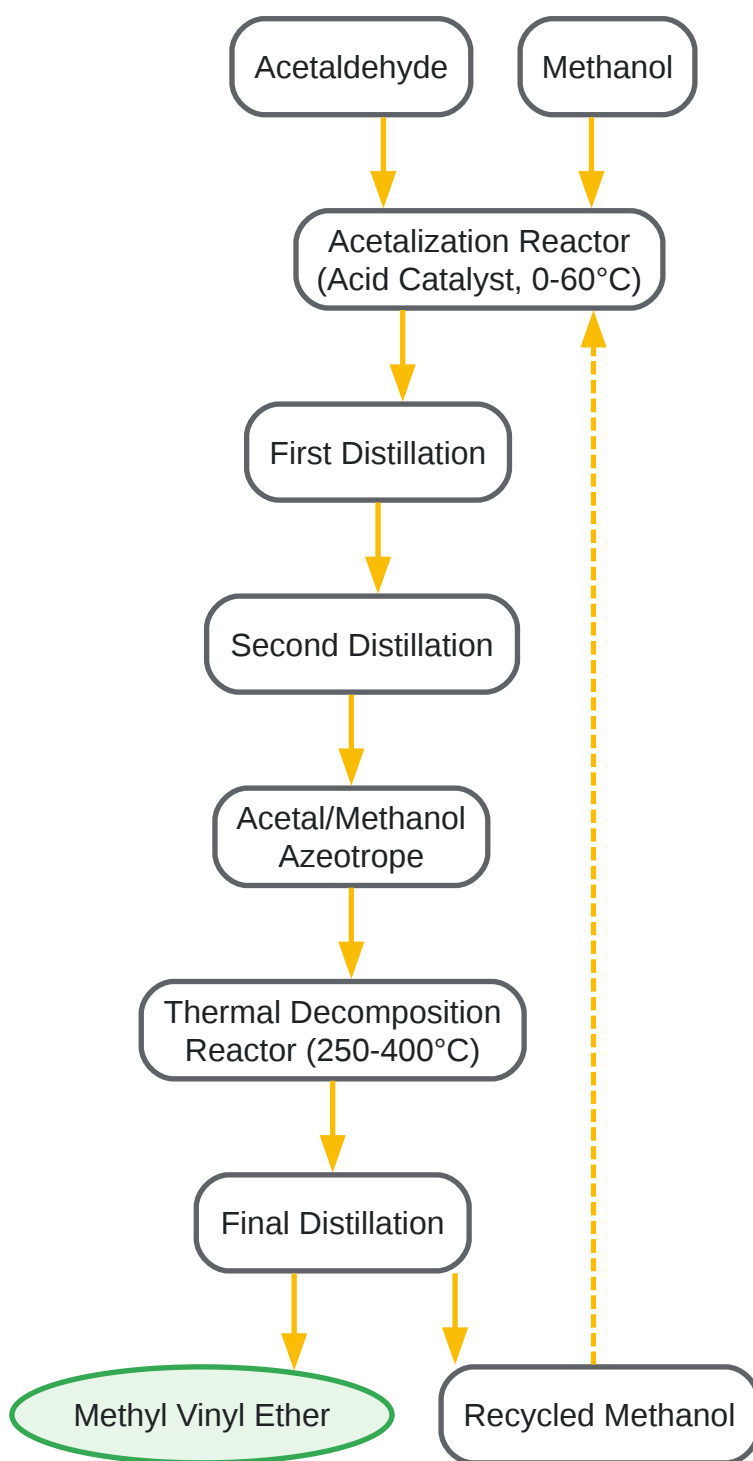 Acetaldehyde
Methanol
Acetalization Reactor
(Acid Catalyst, 0-60°C)
First Distillation
Second Distillation
Acetal/Methanol
Azeotrope
Thermal Decomposition
Reactor (250-400°C)
Final Distillation
Methyl Vinyl Ether
Recycled Methanol